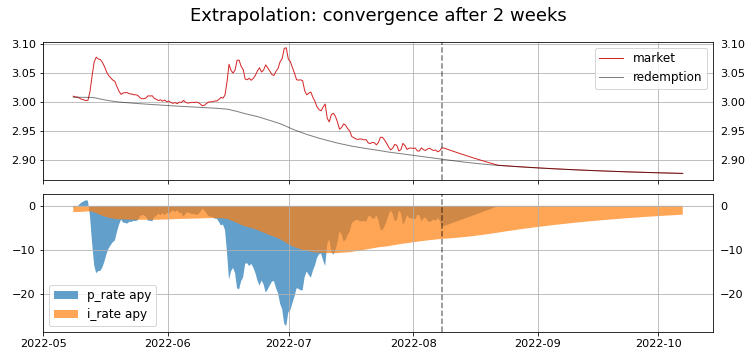 Extrapolation: convergence after 2 weeks
3.10 3.10
3.05 3.05
3.00 3.00
2.95 2.95
2.90 2.90
market
redemption
0 0
−10 −10
−20 −20
p_rate apy
i_rate apy
2022-05 2022-06 2022-07 2022-08 2022-09 2022-10